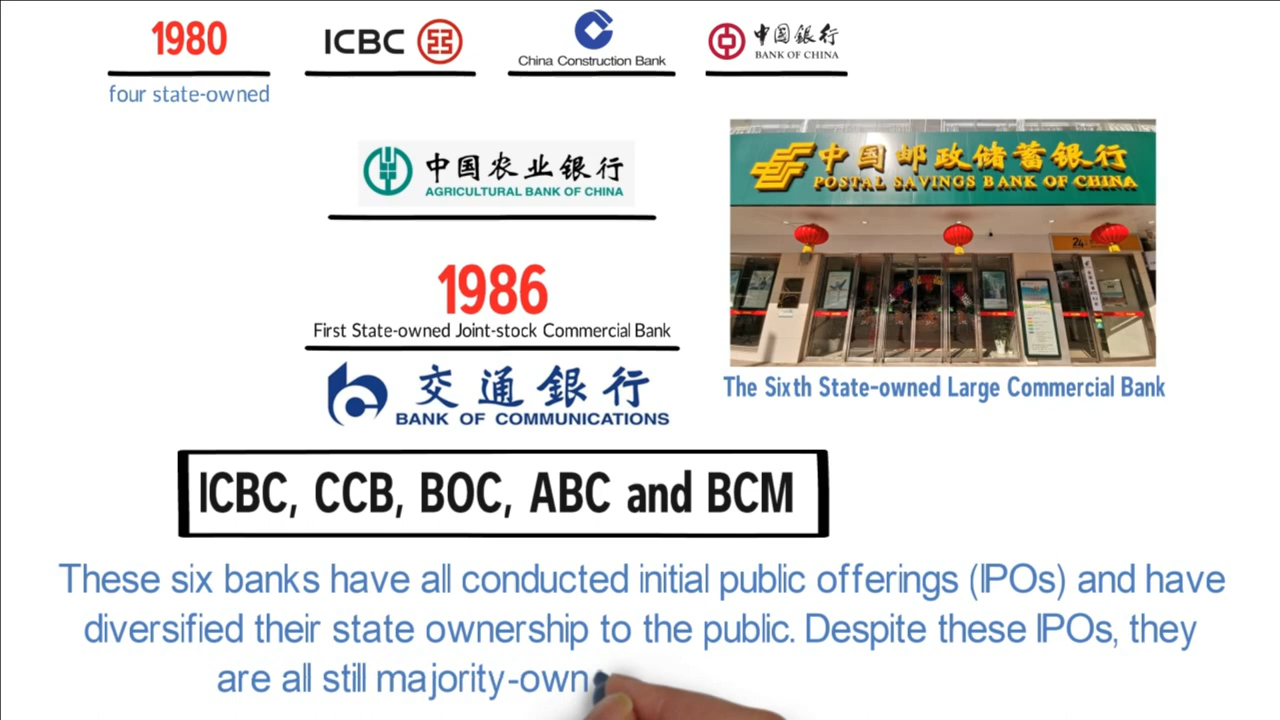 1980
four state-owned
ICBC
China Construction Bank
中国银行
BANK OF CHINA
中国农业银行
AGRICULTURAL BANK OF CHINA
1986
First State-owned Joint-stock Commercial Bank
交通銀行
BANK OF COMMUNICATIONS
中国邮政储蓄银行
POSTAL SAVINGS BANK OF CHINA
24
The Sixth State-owned Large Commercial Bank
ICBC, CCB, BOC, ABC and BCM
These six banks have all conducted initial public offerings (IPOs) and have
diversified their state ownership to the public. Despite these IPOs, they
are all still majority-own